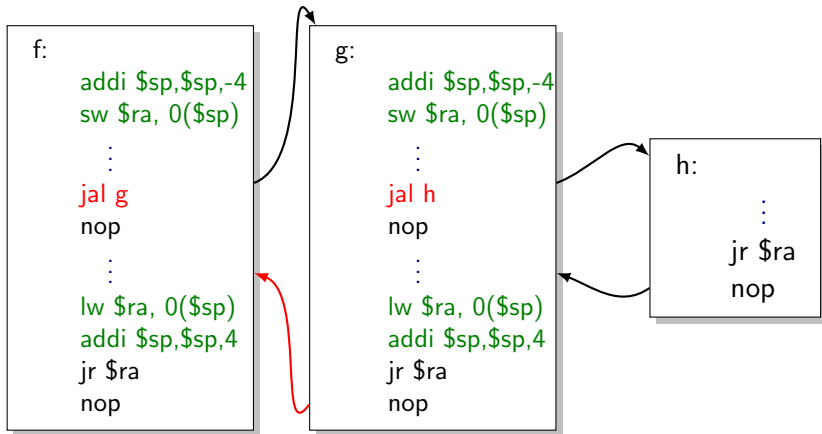 f:
addi $sp,$sp,-4
sw $ra, 0($sp)
⋮
jal g
nop
⋮
lw $ra, 0($sp)
addi $sp,$sp,4
jr $ra
nop
g:
addi $sp,$sp,-4
sw $ra, 0($sp)
⋮
jal h
nop
⋮
lw $ra, 0($sp)
addi $sp,$sp,4
jr $ra
nop
h:
⋮
jr $ra
nop